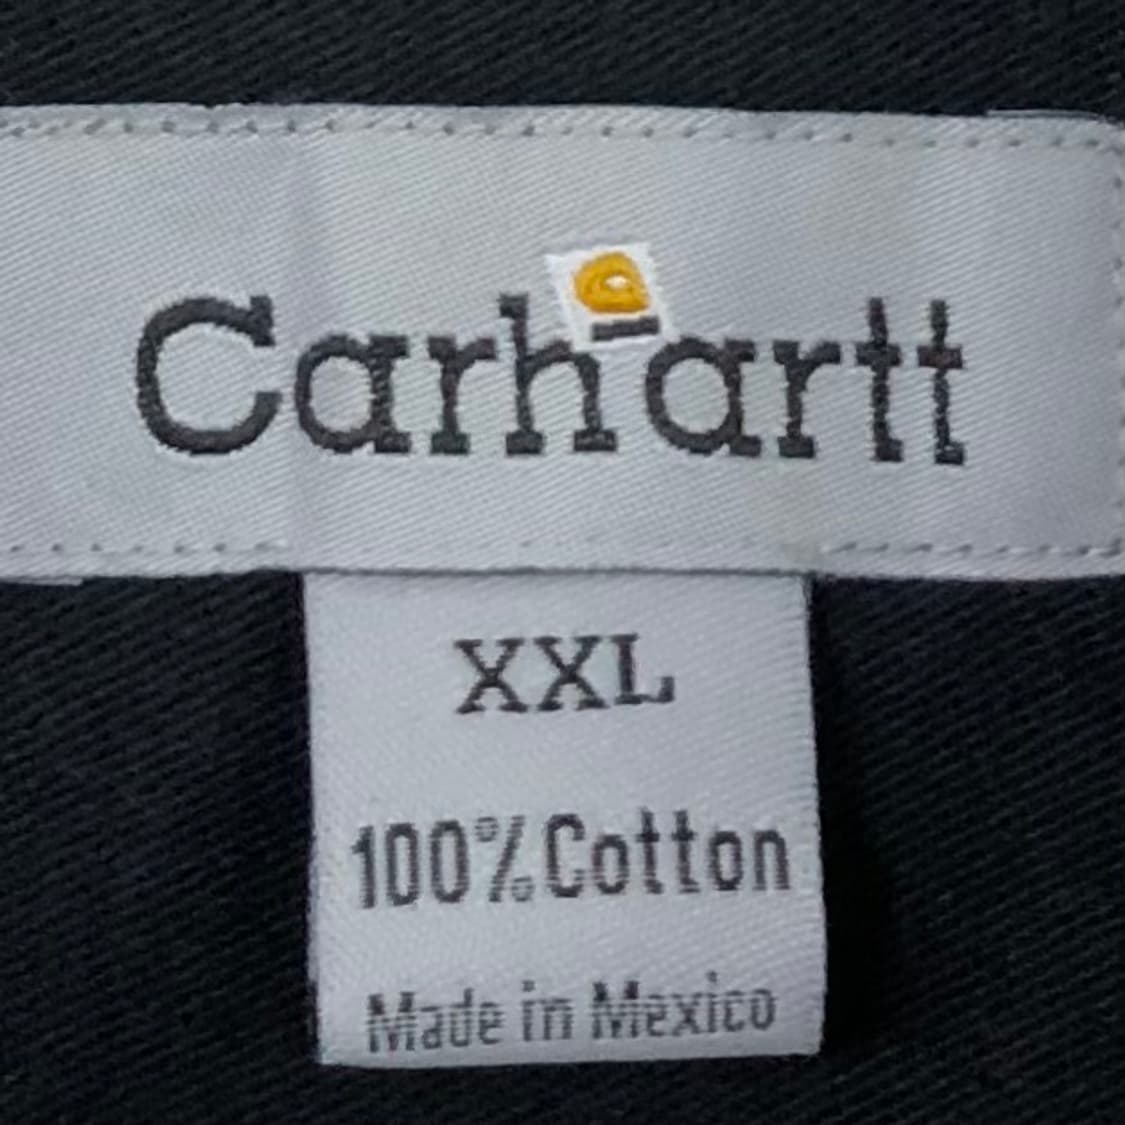 Carhartt
XXL
100% Cotton
Made in Mexico